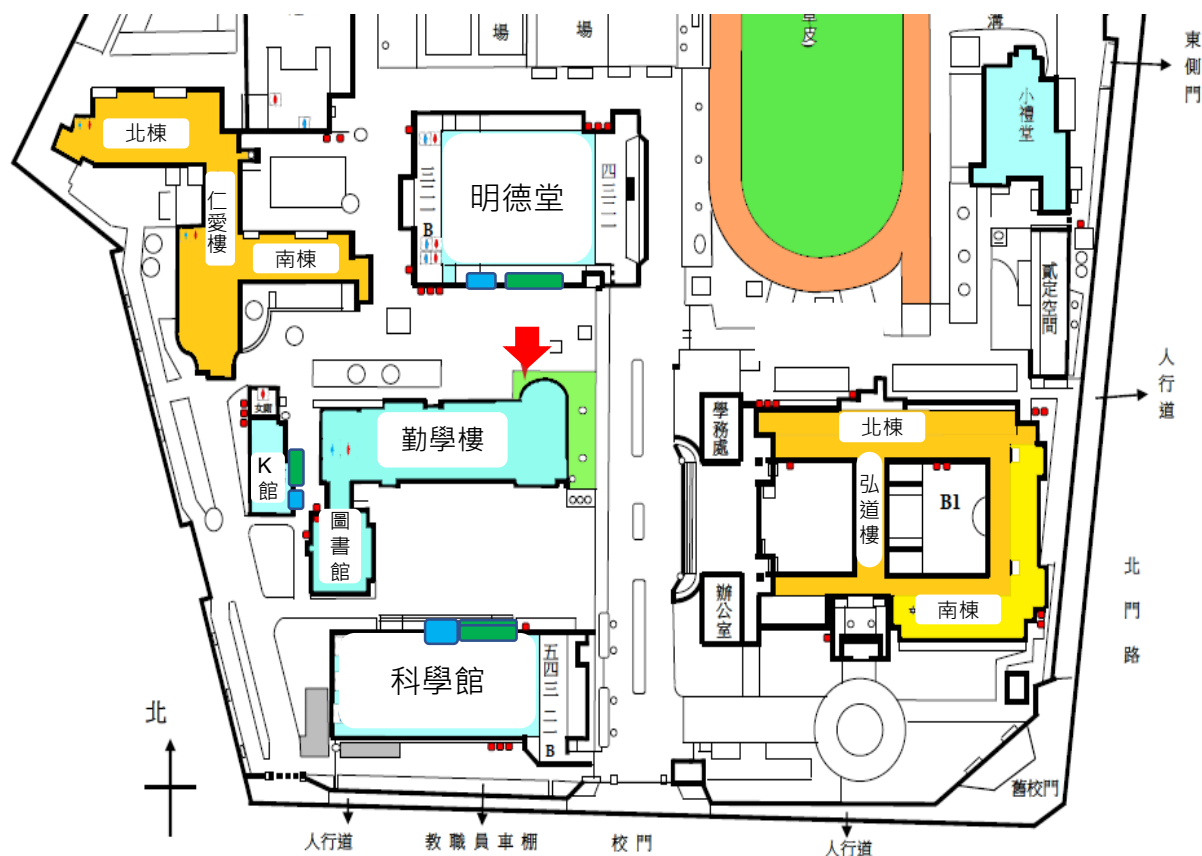 場
場
草皮
溝
東側門
小禮堂
北棟
仁愛樓
南棟
三二一
B
明德堂
四三二一
貳定空間
人行道
女廁
K館
勤學樓
圖書館
學務處
北棟
弘道樓
B1
辦公室
南棟
北門路
科學館
五四三二一
B
北
舊校門
人行道
教職員車棚
校門
人行道